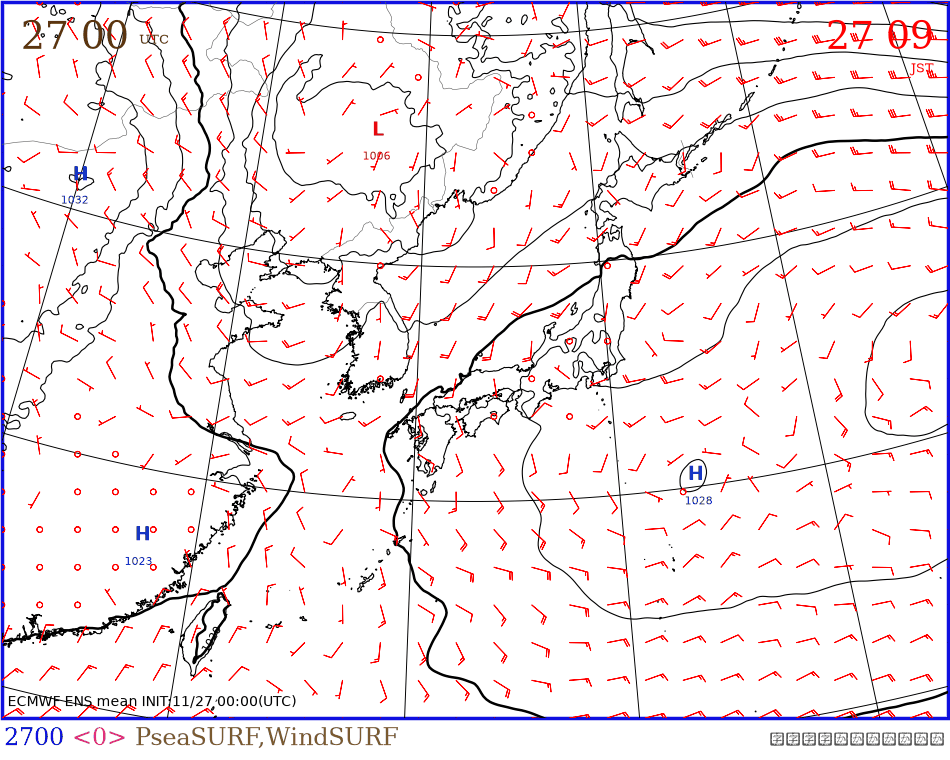 27 00 UTC
27 09 JST
L
1006
H
1032
H
1028
H
1023
1020
ECMWF ENS mean INIT:11/27 00:00(UTC)
2700 <0> PseaSURF,WindSURF